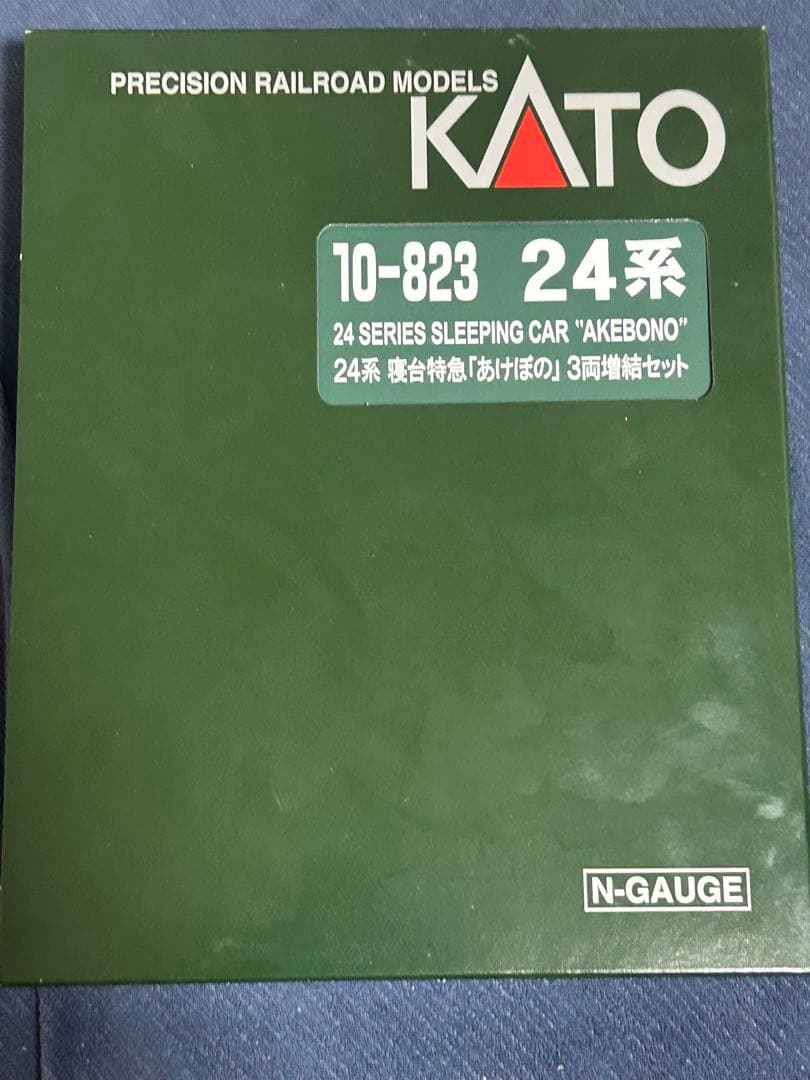 PRECISION RAILROAD MODELS
KATO
10-823 24系
24 SERIES SLEEPING CAR "AKEBONO"
24系 寝台特急「あけぼの」 3両増結セット
N-GAUGE